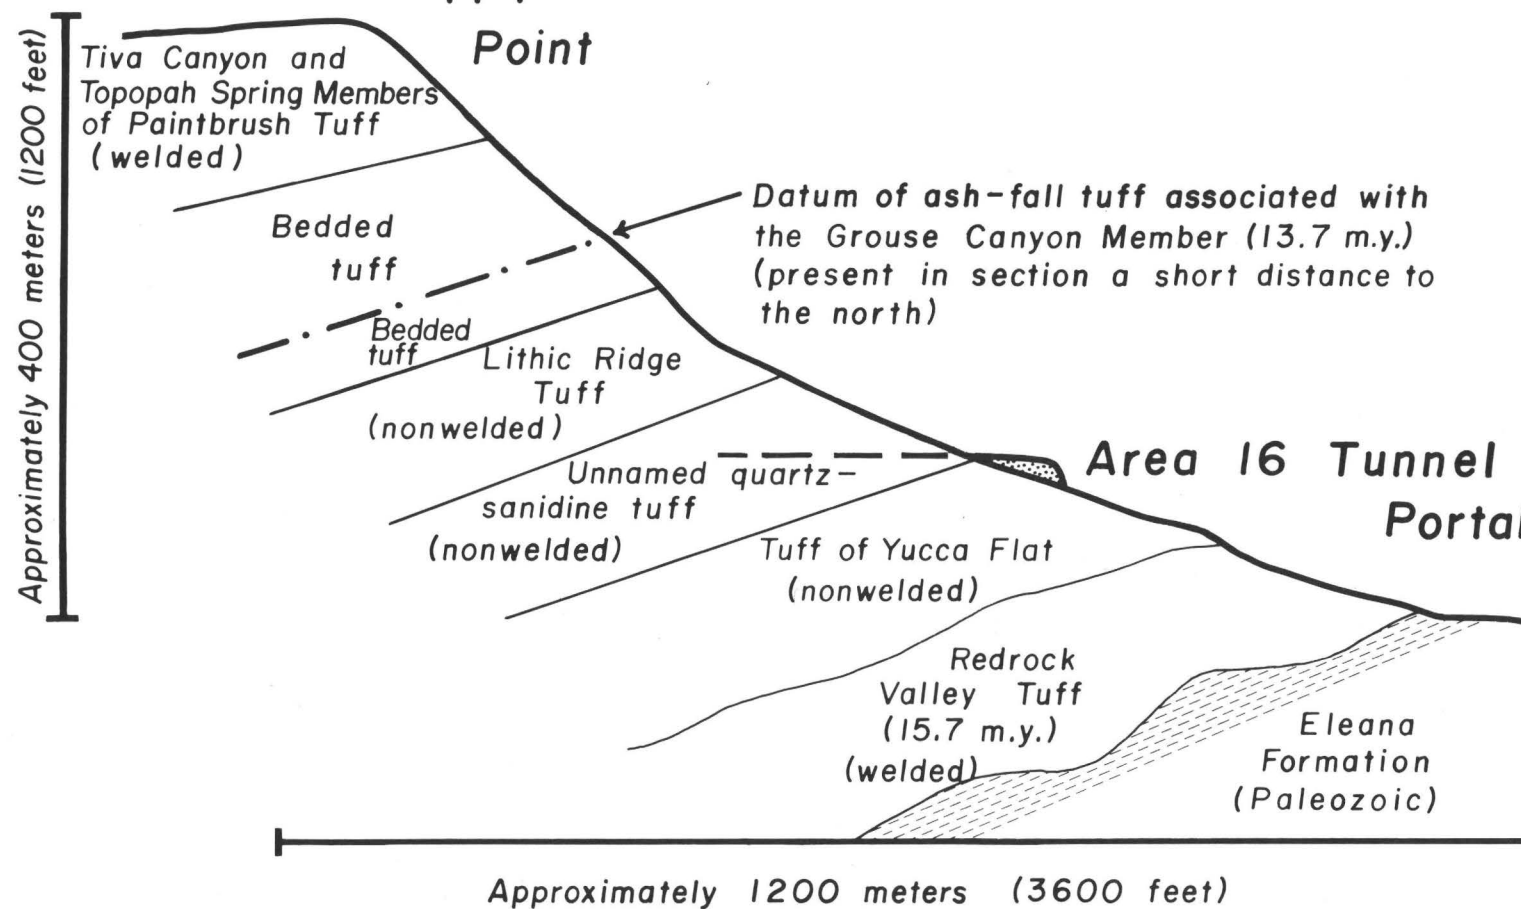 Point
Tiva Canyon and
Topopah Spring Members
of Paintbrush Tuff
(welded)
Approximately 400 meters (1200 feet)
Bedded
tuff
Datum of ash-fall tuff associated with
the Grouse Canyon Member (13.7 m.y.)
(present in section a short distance to
the north)
Bedded
tuff
Lithic Ridge
Tuff
(nonwelded)
Area 16 Tunnel
Portal
Unnamed quartz-
sanidine tuff
(nonwelded)
Tuff of Yucca Flat
(nonwelded)
Redrock
Valley Tuff
(15.7 m.y.)
(welded)
Eleana
Formation
(Paleozoic)
Approximately 1200 meters (3600 feet)